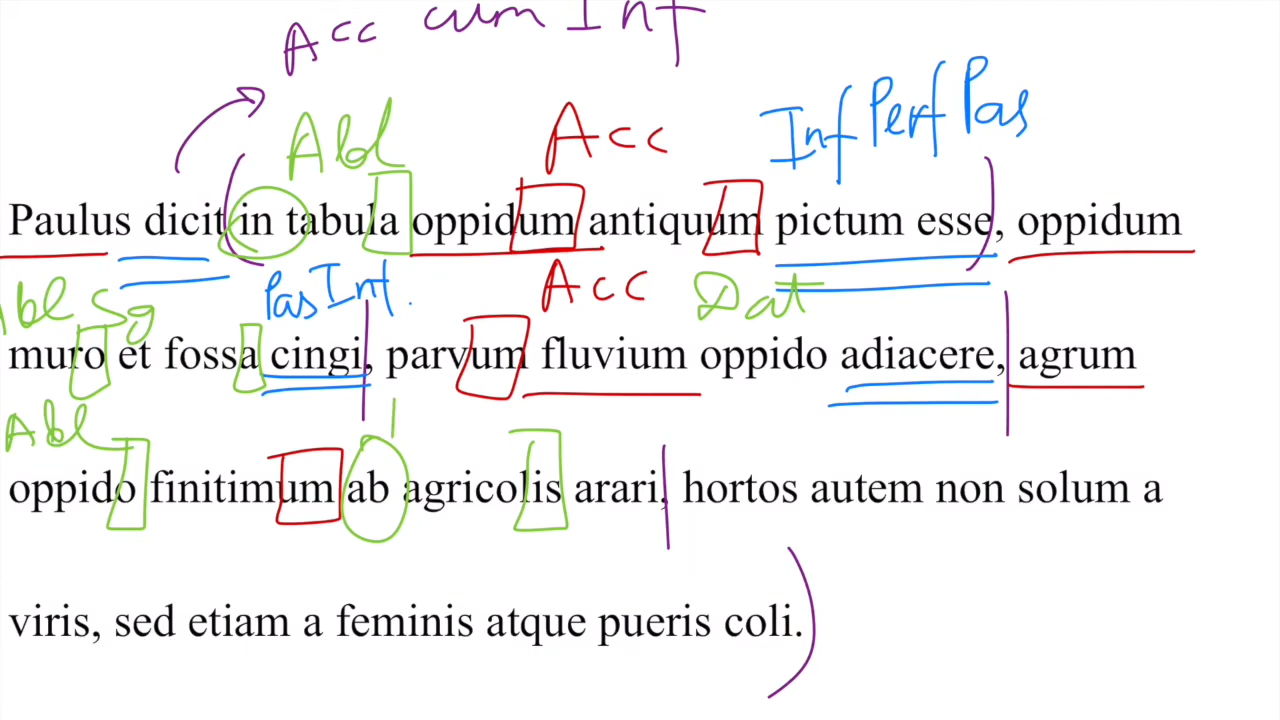 Acc cum Inf
Abl Acc Inf Perf Pas
Paulus dicit in tabula oppidum antiquum pictum esse, oppidum
Abl Sg Pas Inf. Acc Dat
muro et fossa cingi, parvum fluvium oppido adiacere, agrum
Abl
oppido finitimum ab agricolis arari, hortos autem non solum a
viris, sed etiam a feminis atque pueris coli.